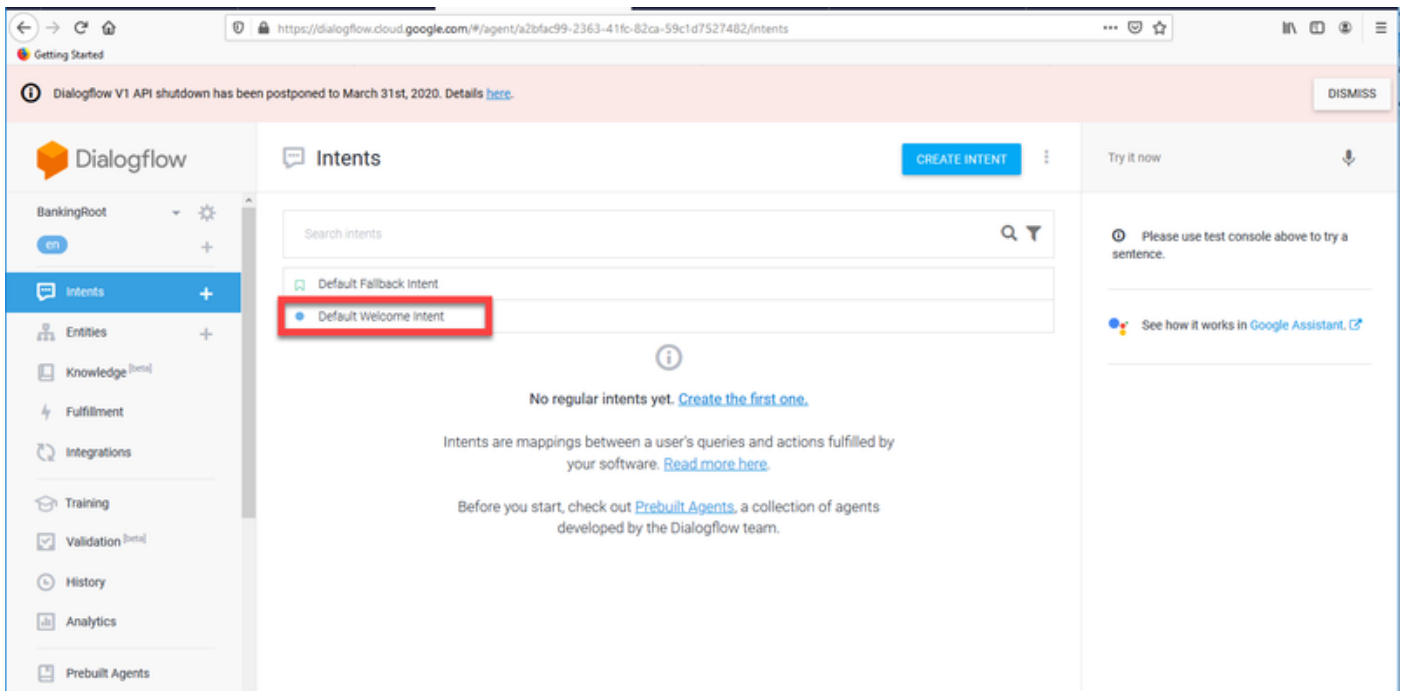 https://dialogflow.cloud.google.com/#/agent/a2bfac99-2363-41fc-82ca-59c1d7527482/intents
Getting Started
Dialogflow V1 API shutdown has been postponed to March 31st, 2020. Details here.
DISMISS
Dialogflow
Intents
CREATE INTENT
Try it now
BankingRoot
en
Intents
Entities
Knowledge [beta]
Fulfillment
Integrations
Training
Validation [beta]
History
Analytics
Prebuilt Agents
Search intents
Default Fallback Intent
Default Welcome Intent
No regular intents yet. Create the first one.
Intents are mappings between a user's queries and actions fulfilled by
your software. Read more here.
Before you start, check out Prebuilt Agents, a collection of agents
developed by the Dialogflow team.
Please use test console above to try a
sentence.
See how it works in Google Assistant.